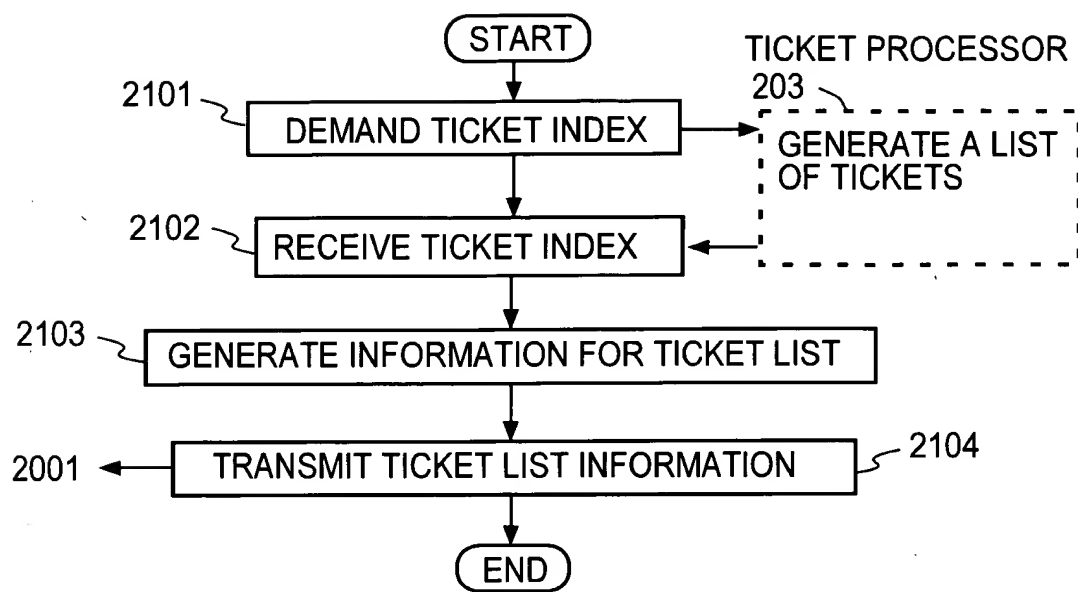 START
TICKET PROCESSOR
203
2101
DEMAND TICKET INDEX
GENERATE A LIST
OF TICKETS
2102
RECEIVE TICKET INDEX
2103
GENERATE INFORMATION FOR TICKET LIST
2001
TRANSMIT TICKET LIST INFORMATION
2104
END